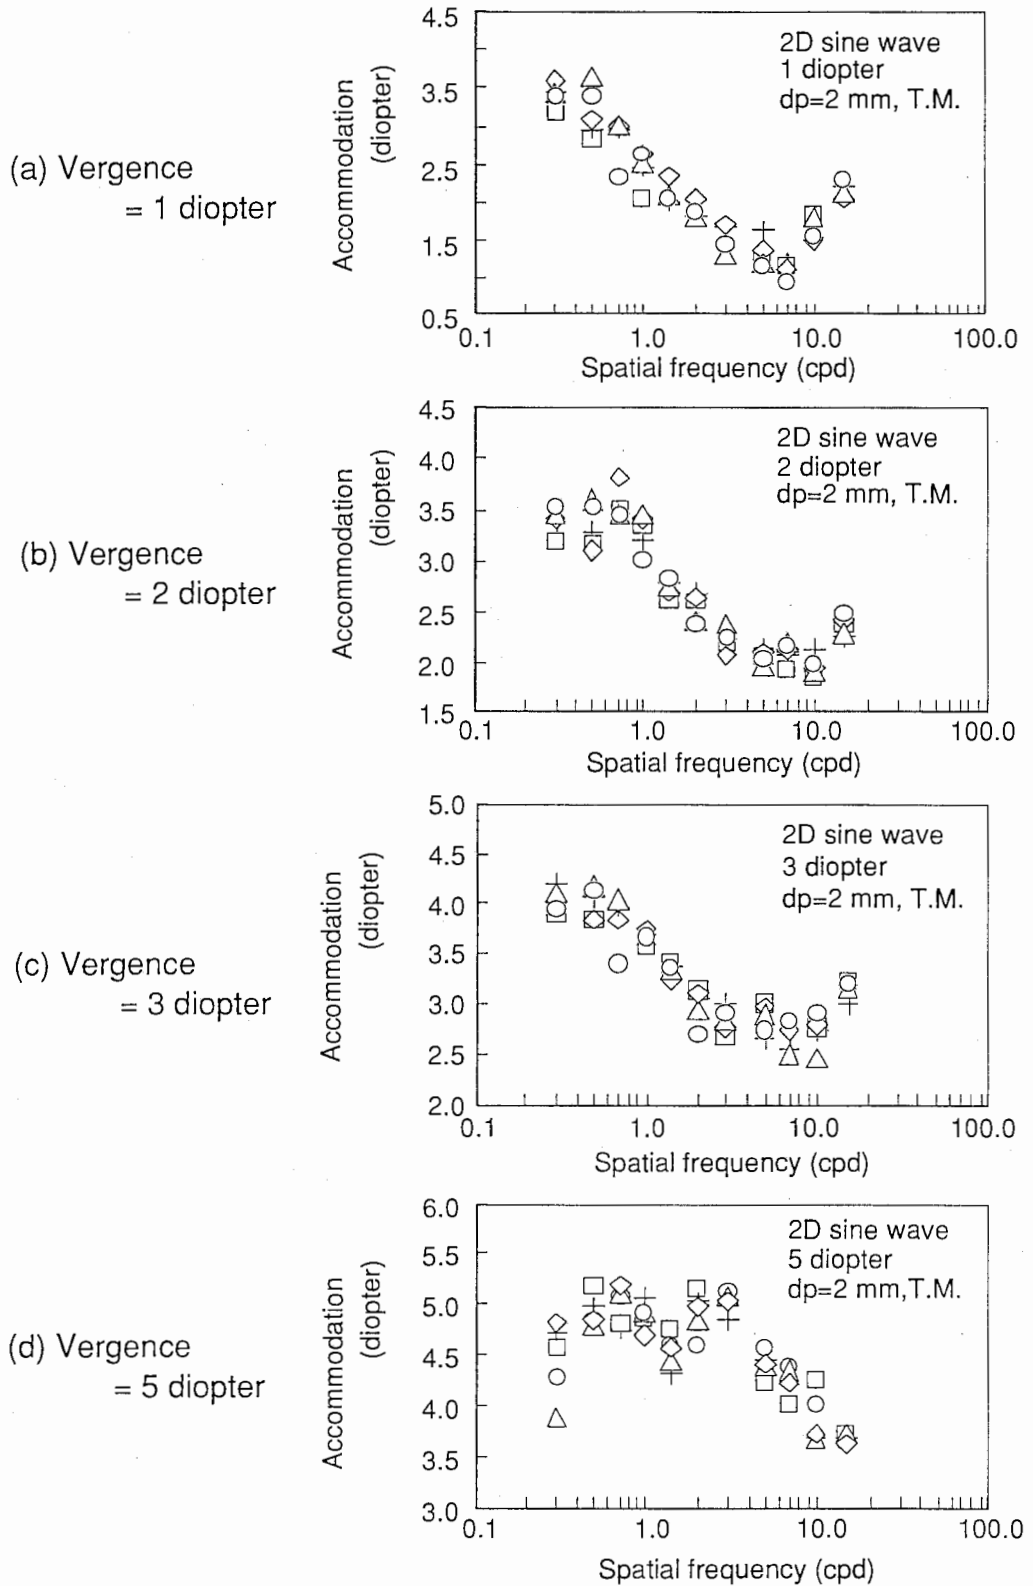 (a) Vergence
= 1 diopter
Accommodation
(diopter)
4.5
3.5
2.5
1.5
0.5
2D sine wave
1 diopter
dp=2 mm, T.M.
0.1 1.0 10.0 100.0
Spatial frequency (cpd)
(b) Vergence
= 2 diopter
Accommodation
(diopter)
4.5
4.0
3.5
3.0
2.5
2.0
1.5
2D sine wave
2 diopter
dp=2 mm, T.M.
0.1 1.0 10.0 100.0
Spatial frequency (cpd)
(c) Vergence
= 3 diopter
Accommodation
(diopter)
5.0
4.5
4.0
3.5
3.0
2.5
2.0
2D sine wave
3 diopter
dp=2 mm, T.M.
0.1 1.0 10.0 100.0
Spatial frequency (cpd)
(d) Vergence
= 5 diopter
Accommodation
(diopter)
6.0
5.5
5.0
4.5
4.0
3.5
3.0
2D sine wave
5 diopter
dp=2 mm,T.M.
0.1 1.0 10.0 100.0
Spatial frequency (cpd)